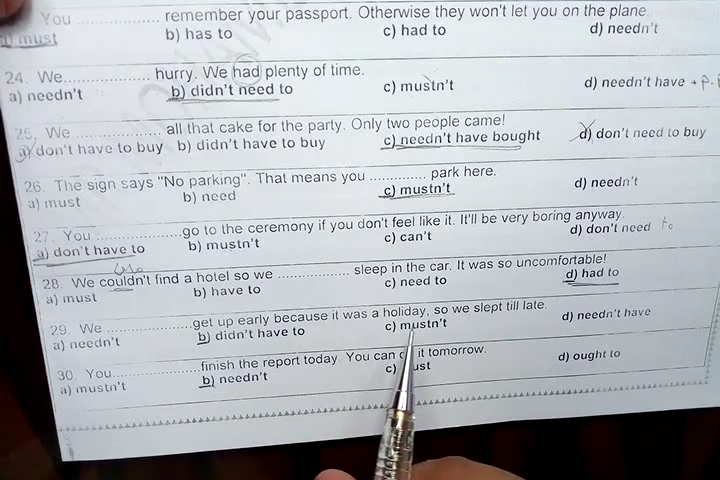 You .............. remember your passport. Otherwise they won't let you on the plane.
a) must b) has to c) had to d) needn't
24. We.............. hurry. We had plenty of time.
a) needn't b) didn't need to c) mustn't d) needn't have
25. We .............. all that cake for the party. Only two people came!
a) don't have to buy b) didn't have to buy c) needn't have bought d) don't need to buy
26. The sign says "No parking". That means you .............. park here.
a) must b) need c) mustn't d) needn't
27. You ..............go to the ceremony if you don't feel like it. It'll be very boring anyway.
a) don't have to b) mustn't c) can't d) don't need to
28. We couldn't find a hotel so we .............. sleep in the car. It was so uncomfortable!
a) must b) have to c) need to d) had to
29. We ..............get up early because it was a holiday, so we slept till late.
a) needn't b) didn't have to c) mustn't d) needn't have
30. You..............finish the report today. You can it tomorrow.
a) mustn't b) needn't c) ust d) ought to